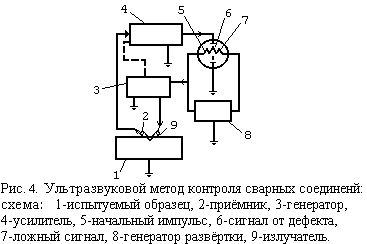 4
5
6
7
3
2
9
8
1
Рис. 4. Ультразвуковой метод контроля сварных соединенй:
схема: 1-испытуемый образец, 2-приёмник, 3-генератор,
4-усилитель, 5-начальный импульс, 6-сигнал от дефекта,
7-ложный сигнал, 8-генератор развёртки, 9-излучатель.